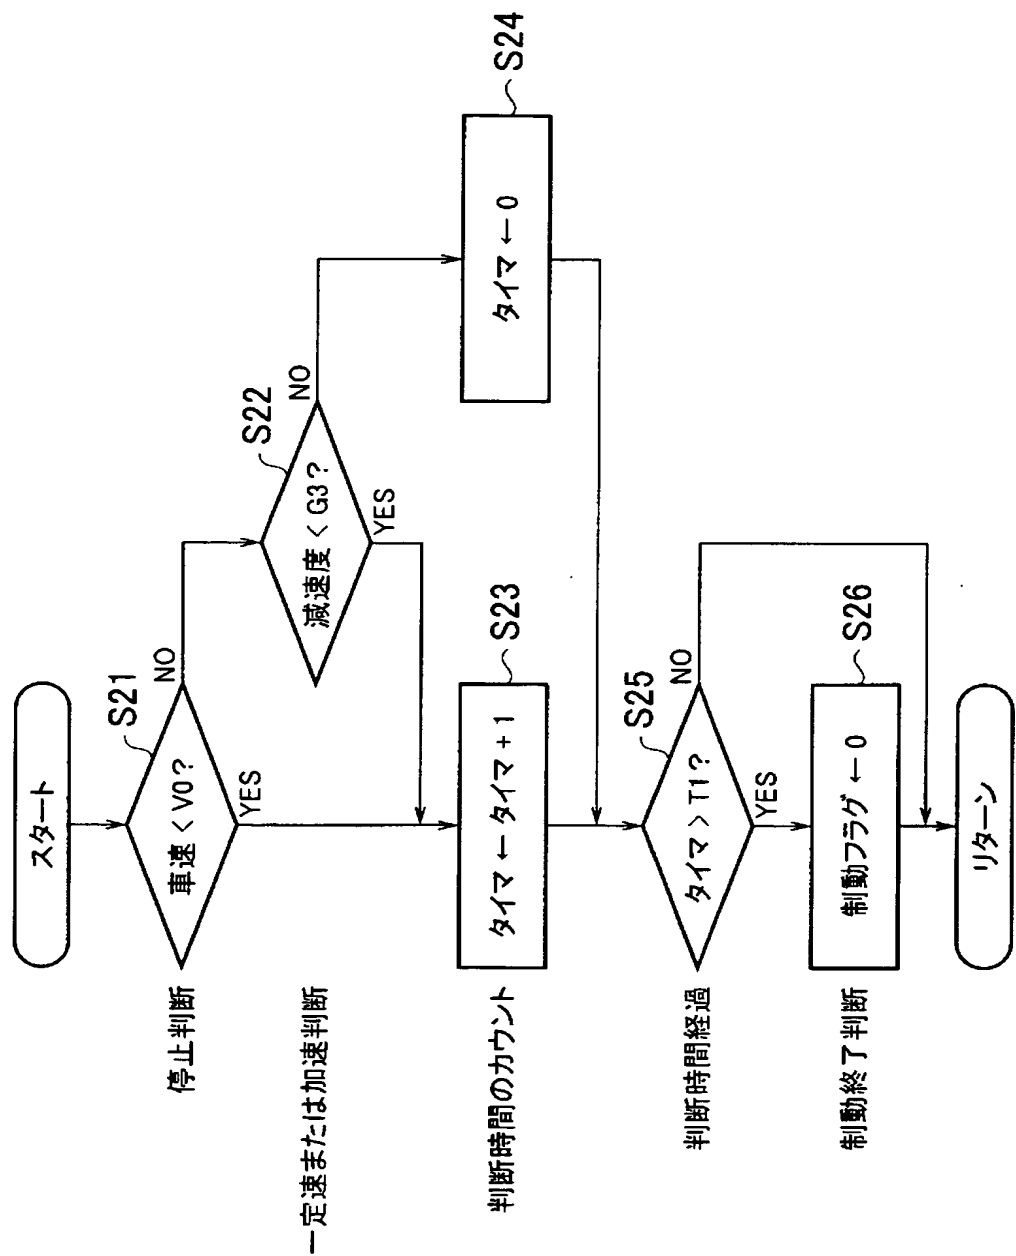 スタート
停止判断
車速 < V0 ?
S21
YES
NO
一定速または加速判断
減速度 < G3 ?
S22
YES
NO
判断時間のカウント
タイマ ← タイマ + 1
S23
タイマ ← 0
S24
判断時間経過
タイマ > T1 ?
S25
YES
NO
制動終了判断
制動フラグ ← 0
S26
リターン